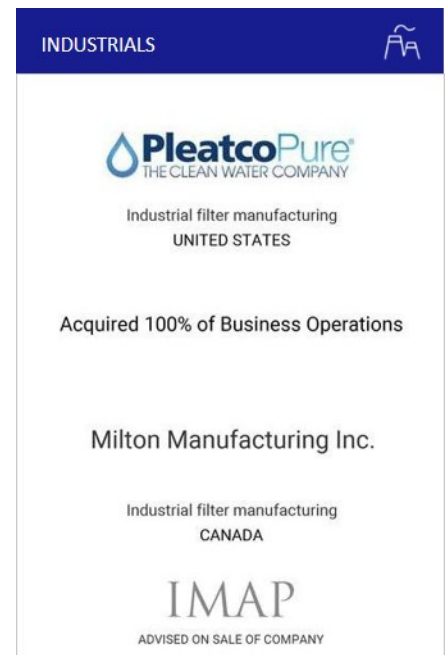 INDUSTRIALS
PleatcoPure®
THE CLEAN WATER COMPANY
Industrial filter manufacturing
UNITED STATES
Acquired 100% of Business Operations
Milton Manufacturing Inc.
Industrial filter manufacturing
CANADA
IMAP
ADVISED ON SALE OF COMPANY